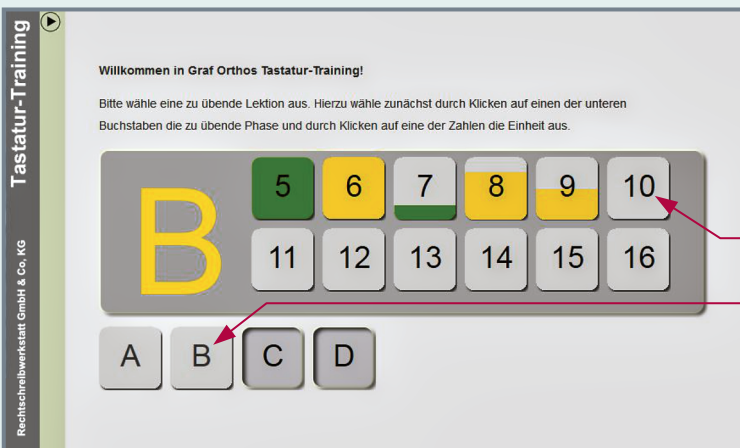 Tastatur-Training
Rechtschreibwerkstatt GmbH & Co. KG
Willkommen in Graf Orthos Tastatur-Training!
Bitte wähle eine zu übende Lektion aus. Hierzu wähle zunächst durch Klicken auf einen der unteren
Buchstaben die zu übende Phase und durch Klicken auf eine der Zahlen die Einheit aus.
B
5 6 7 8 9 10
11 12 13 14 15 16
A B C D